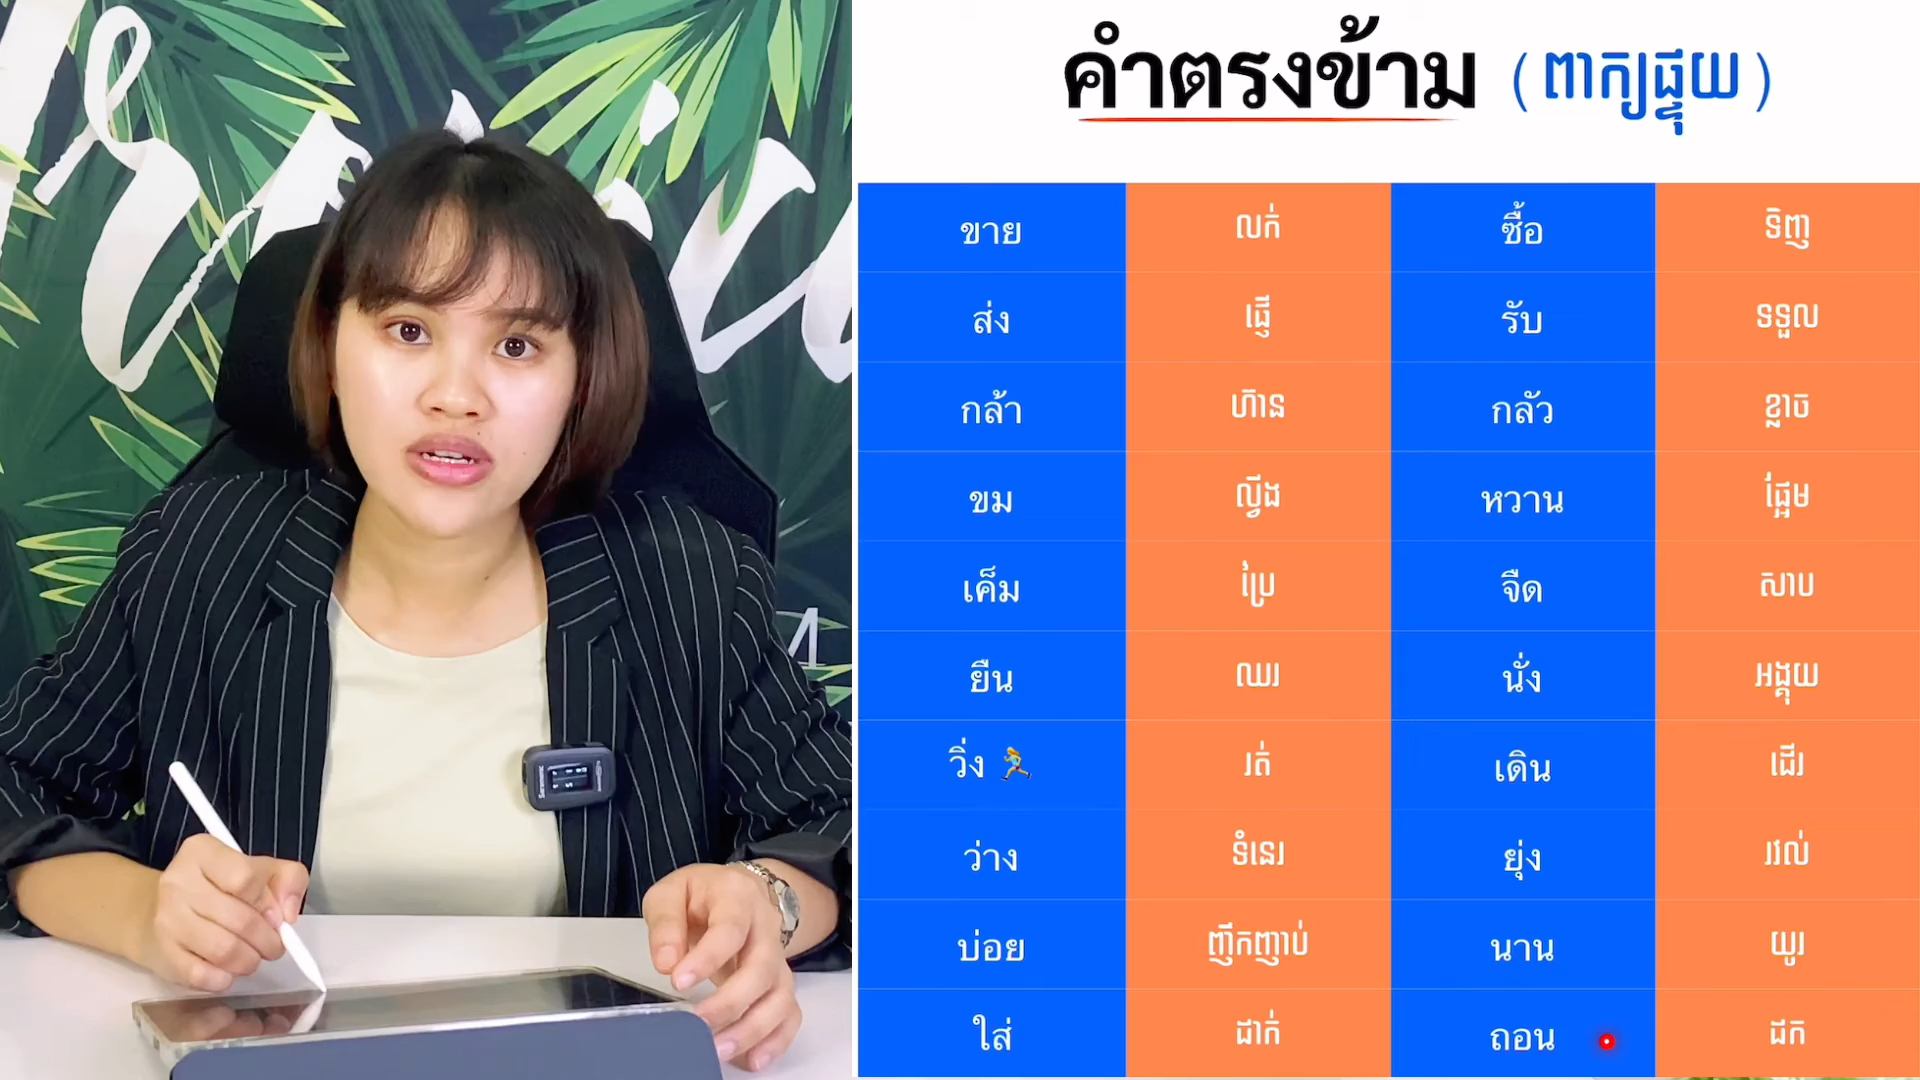 คำตรงข้าม (ពាក្យផ្ទុយ)
ขาย លក់ ซื้อ ទិញ
ส่ง ផ្ញើ รับ ទទួល
กล้า ហ៊ាន กลัว ខ្លាច
ขม ល្វីង หวาน ផ្អែម
เค็ม ប្រៃ จืด សាប
ยืน ឈរ นั่ง អង្គុយ
วิ่ง រត់ เดิน ដើរ
ว่าง ទំនេរ ยุ่ง រវល់
บ่อย ញឹកញាប់ นาน យូរ
ใส่ ដាក់ ถอน ដក